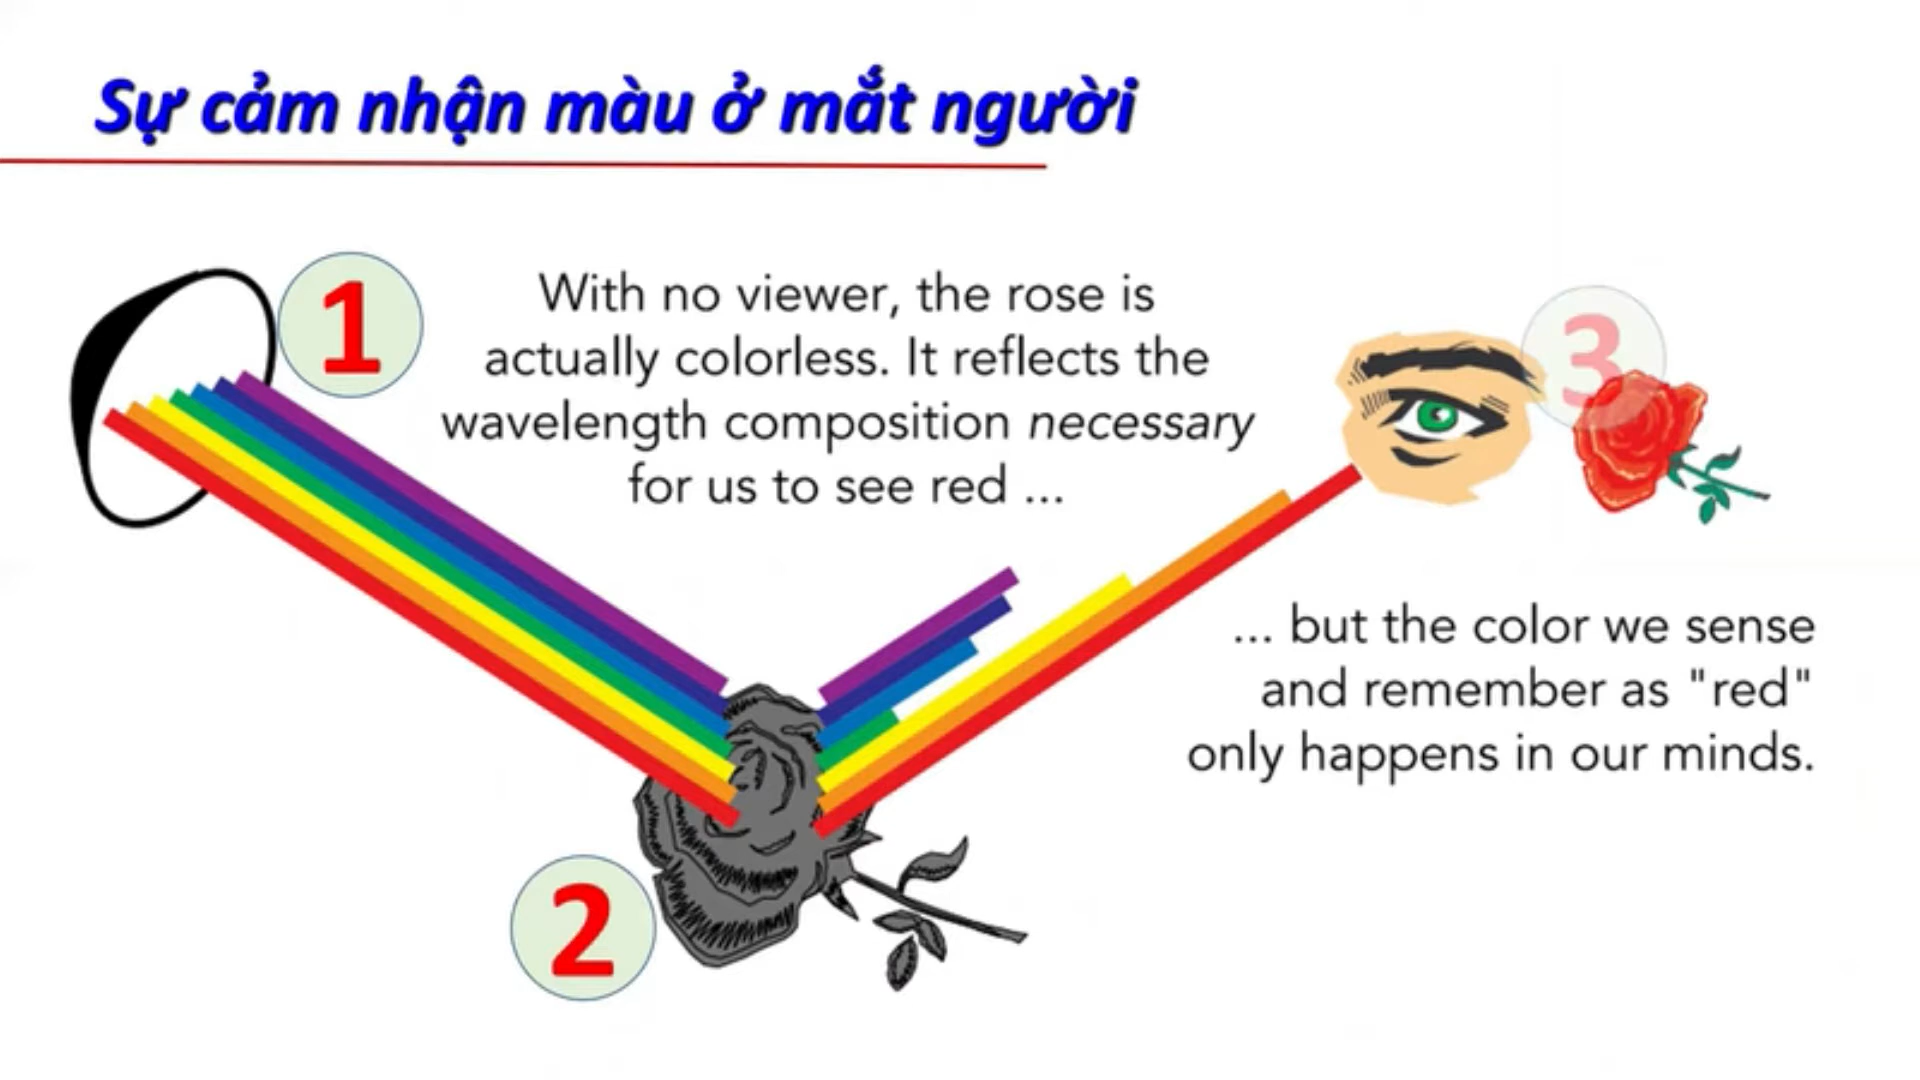 Sự cảm nhận màu ở mắt người
1
With no viewer, the rose is
actually colorless. It reflects the
wavelength composition necessary
for us to see red ...
3
... but the color we sense
and remember as "red"
only happens in our minds.
2